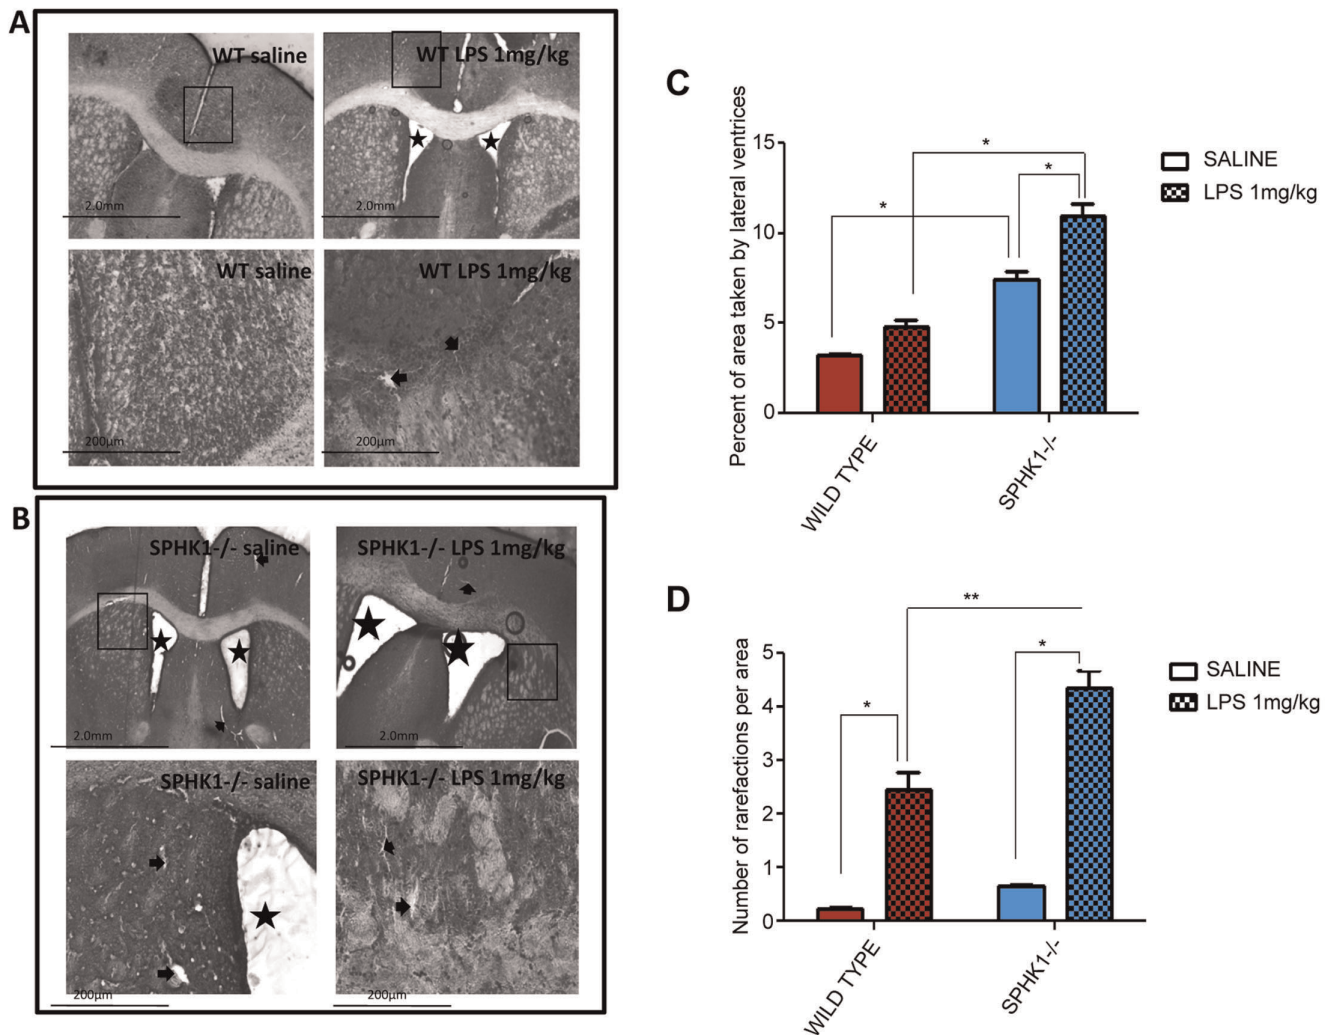 A
WT saline
WT LPS 1mg/kg
2.0mm
2.0mm
WT saline
WT LPS 1mg/kg
200μm
200μm
B
SPHK1-/- saline
SPHK1-/- LPS 1mg/kg
2.0mm
2.0mm
SPHK1-/- saline
SPHK1-/- LPS 1mg/kg
200μm
200μm
C
Percent of area taken by lateral ventrices
15
10
5
0
*
*
*
WILD TYPE
SPHK1-/-
SALINE
LPS 1mg/kg
D
Number of rarefactions per area
5
4
3
2
1
0
*
**
*
WILD TYPE
SPHK1-/-
SALINE
LPS 1mg/kg